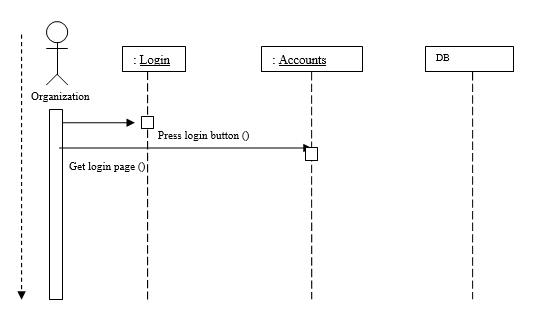 : Login
: Accounts
DB
Organization
Press login button ()
Get login page ()